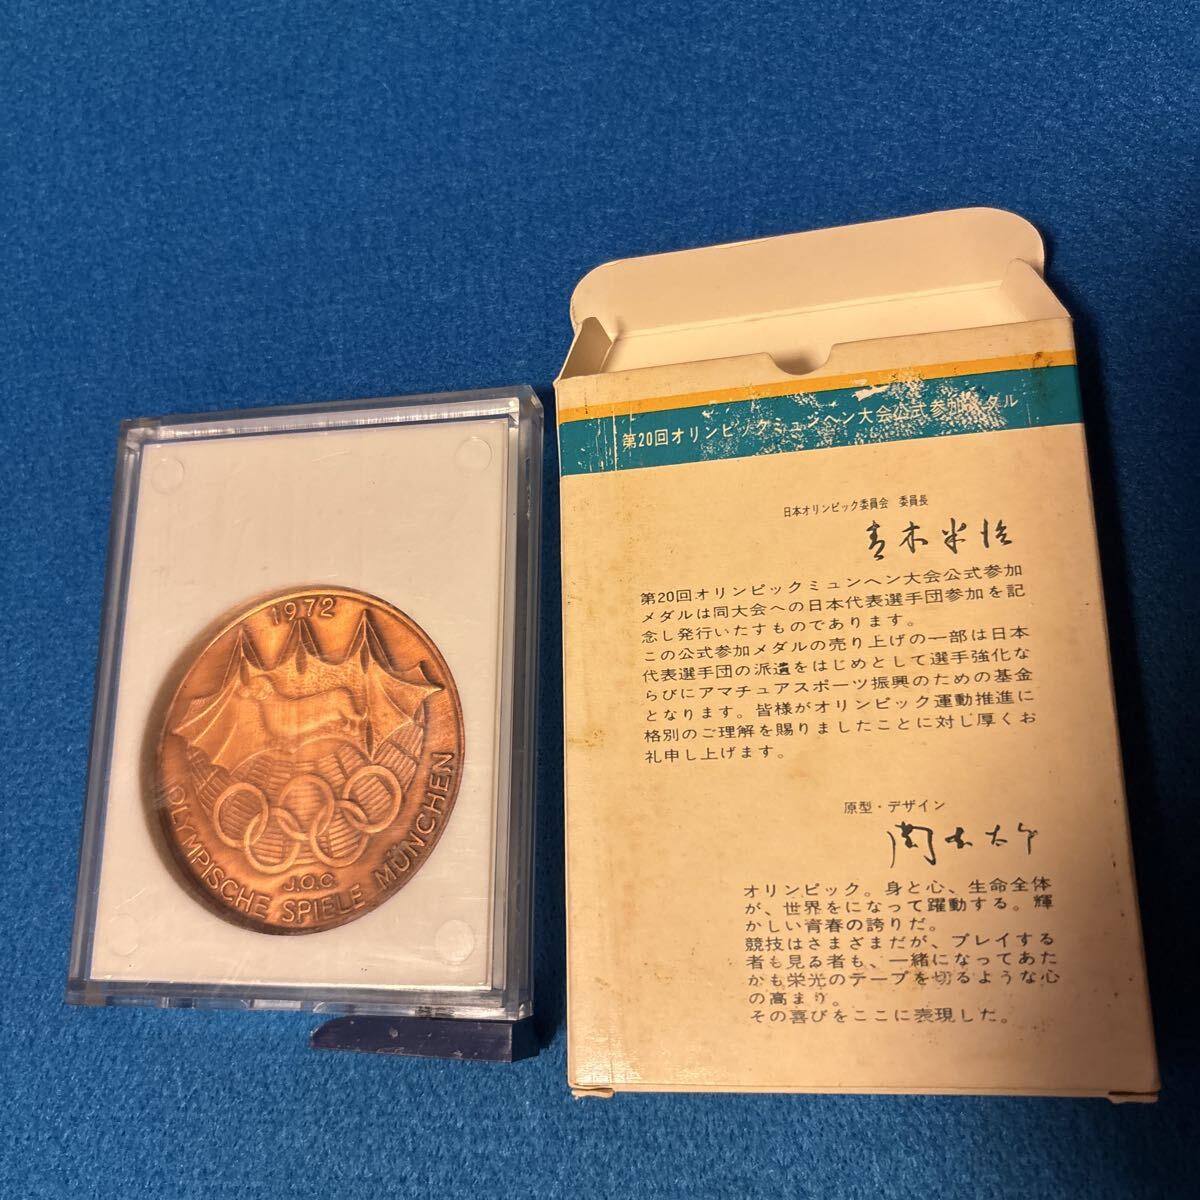 1972
J.O.C.
OLYMPISCHE SPIELE MÜNCHEN
第20回オリンピックミュンヘン大会公式参加メダル
日本オリンピック委員会 委員長
青木半治
第20回オリンピックミュンヘン大会公式参加
メダルは同大会への日本代表選手団参加を記
念し発行いたすものであります。
この公式参加メダルの売り上げの一部は日本
代表選手団の派遣をはじめとして選手強化な
らびにアマチュアスポーツ振興のための基金
となります。皆様がオリンピック運動推進に
格別のご理解を賜りましたことに対し厚くお
礼申し上げます。
原型・デザイン
岡本太郎
オリンピック。身と心、生命全体
が、世界をになって躍動する。輝
かしい青春の誇りだ。
競技はさまざまだが、プレイする
者も見る者も、一緒になってあた
かも栄光のテープを切るような心
の高まり。
その喜びをここに表現した。